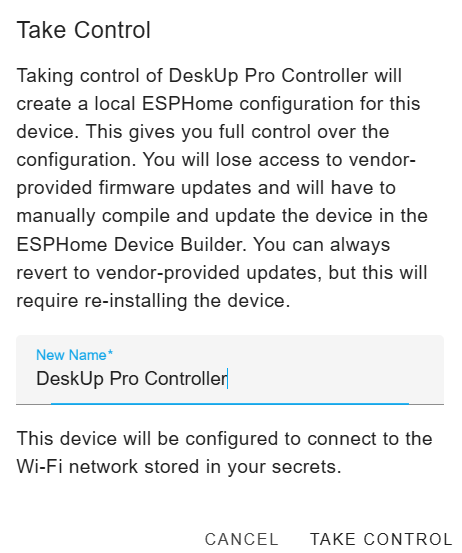 Take Control
Taking control of DeskUp Pro Controller will
create a local ESPHome configuration for this
device. This gives you full control over the
configuration. You will lose access to vendor-
provided firmware updates and will have to
manually compile and update the device in the
ESPHome Device Builder. You can always
revert to vendor-provided updates, but this will
require re-installing the device.
New Name*
DeskUp Pro Controller
This device will be configured to connect to the
Wi-Fi network stored in your secrets.
CANCEL TAKE CONTROL